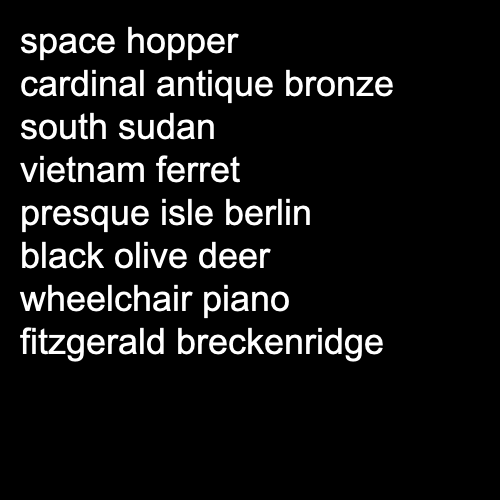 space hopper
cardinal antique bronze
south sudan
vietnam ferret
presque isle berlin
black olive deer
wheelchair piano
fitzgerald breckenridge